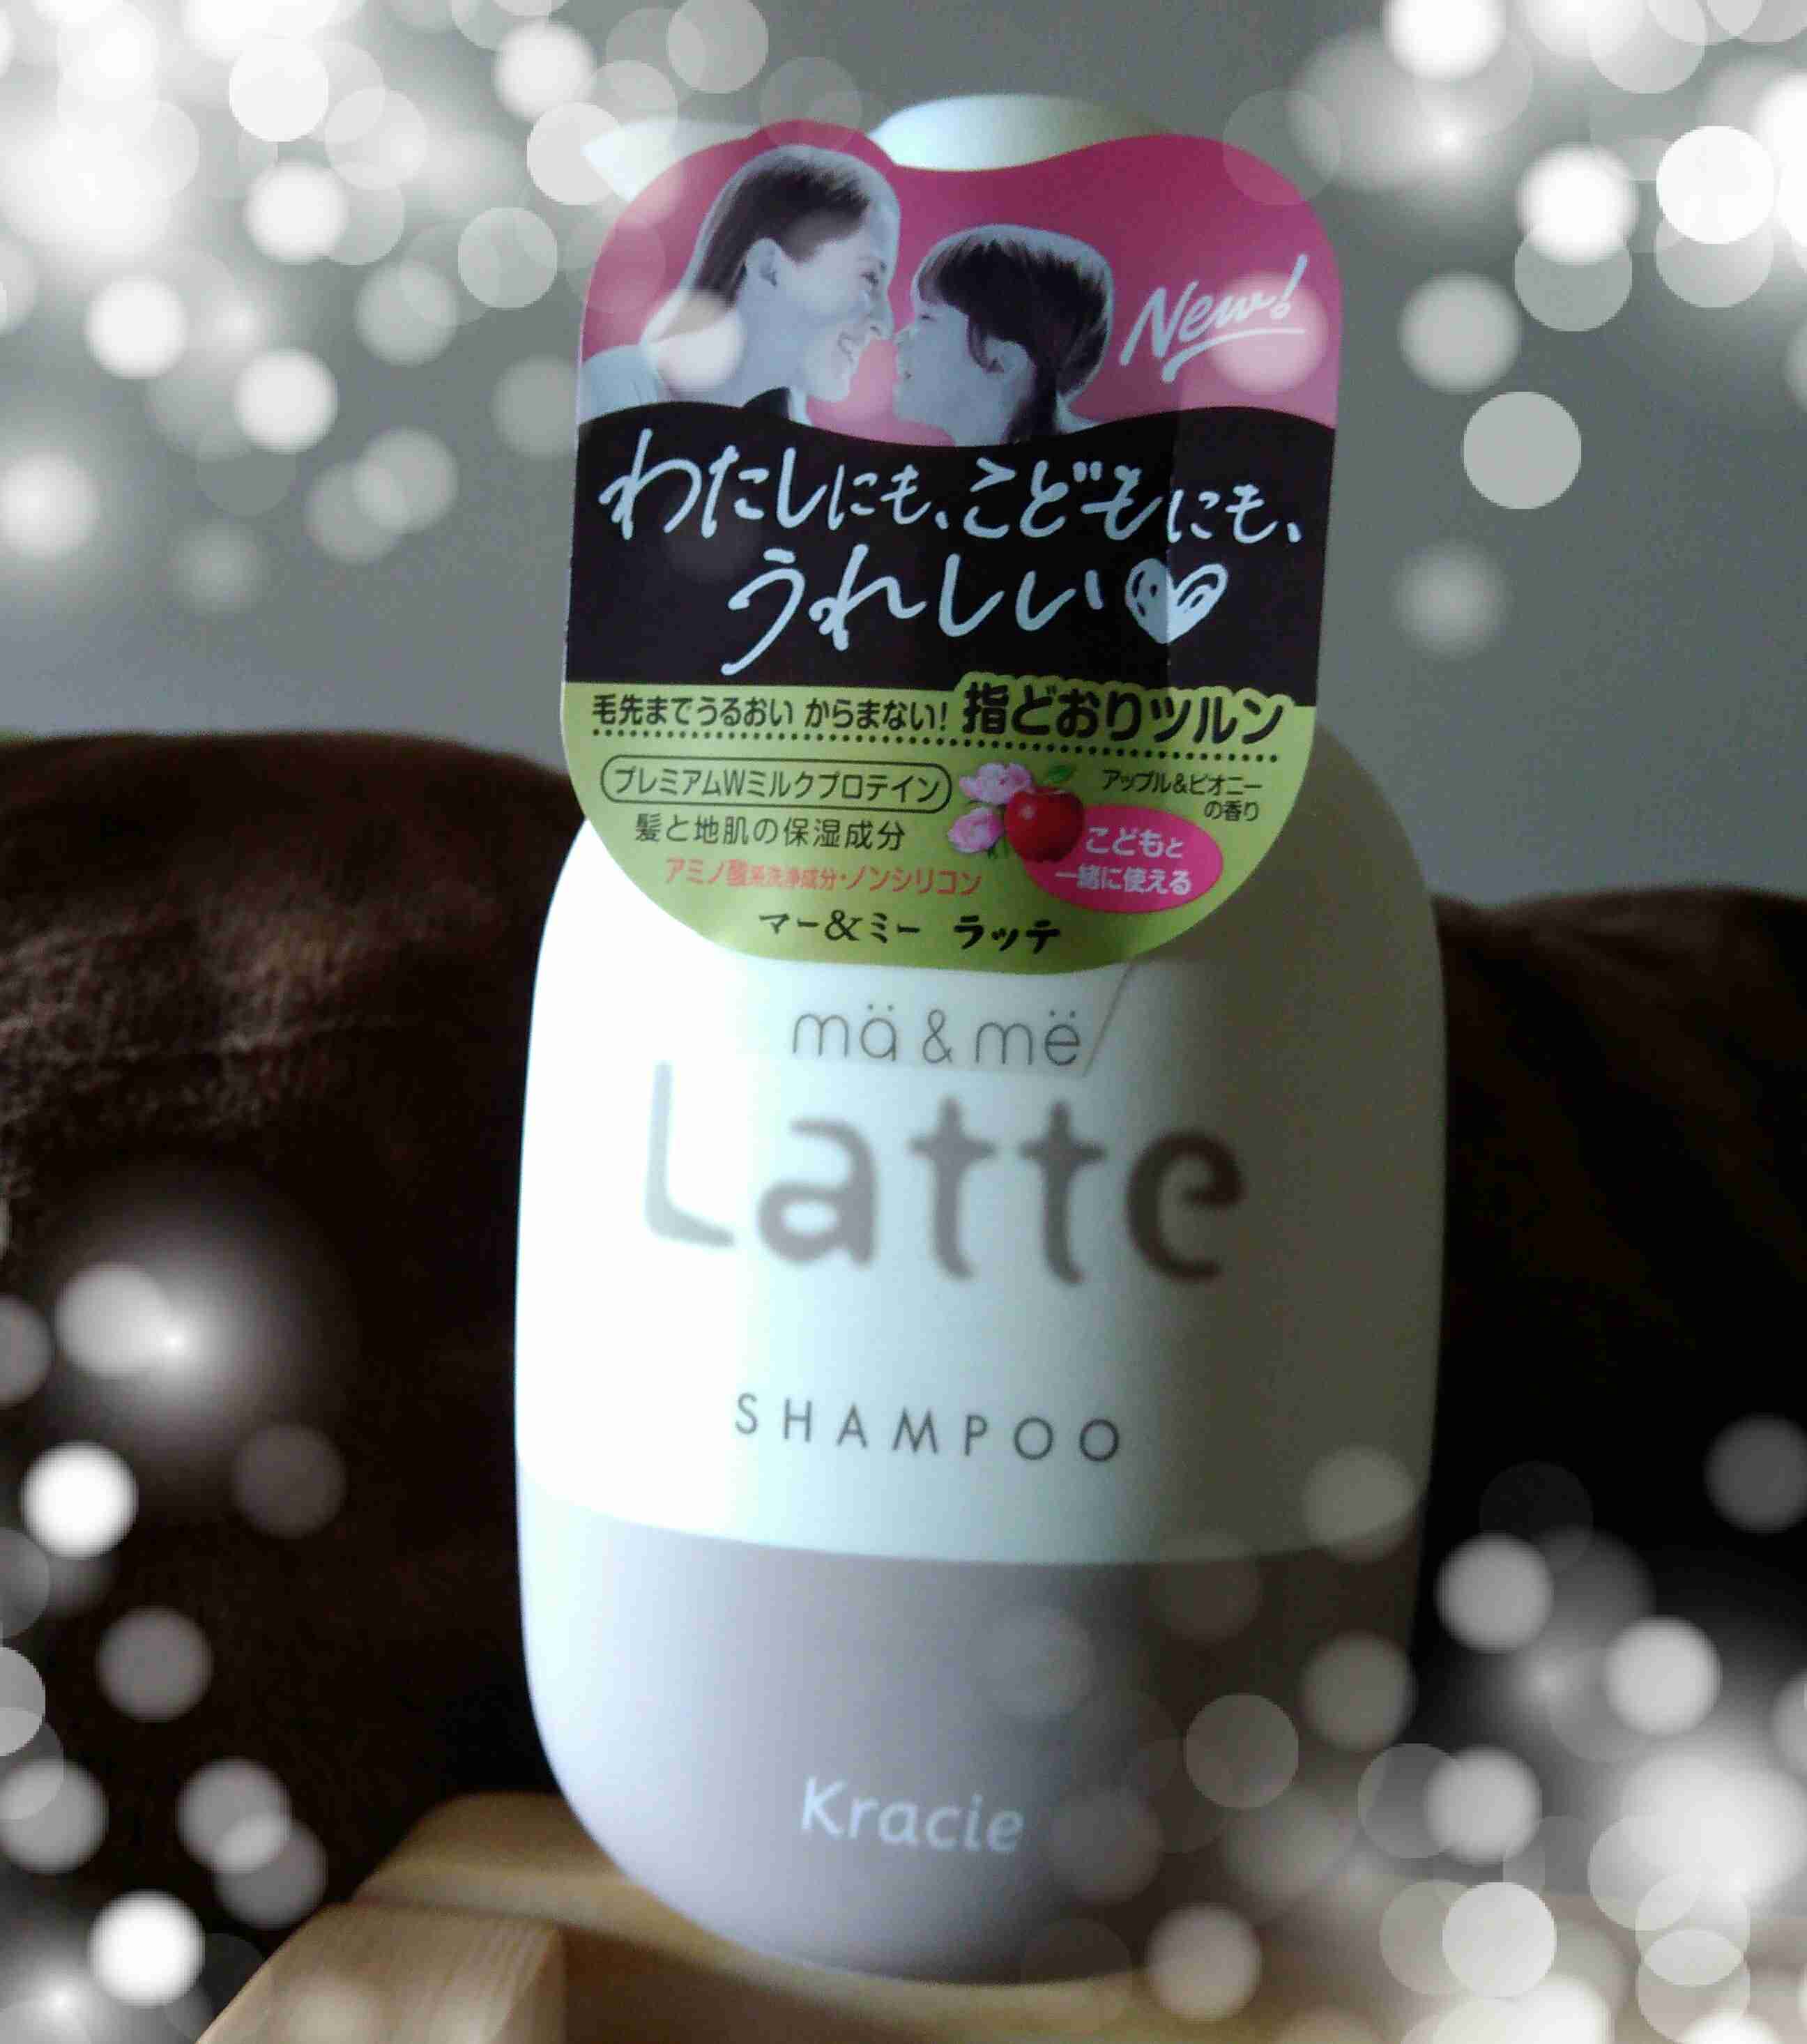 New!
わたしにも、こどもにも、
うれしい
毛先までうるおい からまない! 指どおりツルン
プレミアムWミルクプロテイン
髪と地肌の保湿成分
アミノ酸系洗浄成分・ノンシリコン
アップル&ピオニー
の香り
こどもと
一緒に使える
マー&ミー ラッテ
mä & më
Latte
SHAMPOO
Kracie